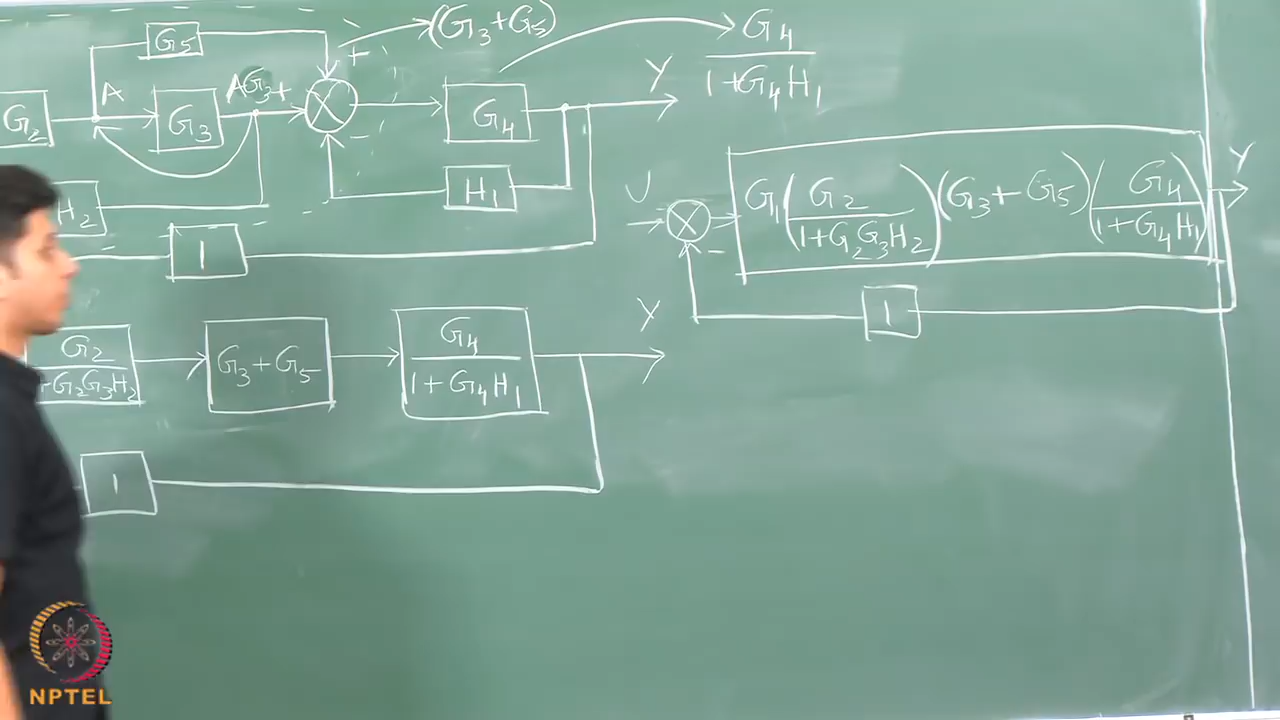 G5
(G3+G5)
G4
1+G4H1
G2
A
G3
AG3
+
+
-
G4
Y
H2
H1
1
U
-
G1(G2/1+G2G3H2)(G3+G5)(G4/1+G4H1)
Y
1
G2
+G2G3H2
G3+G5
G4
1+G4H1
Y
1
NPTEL